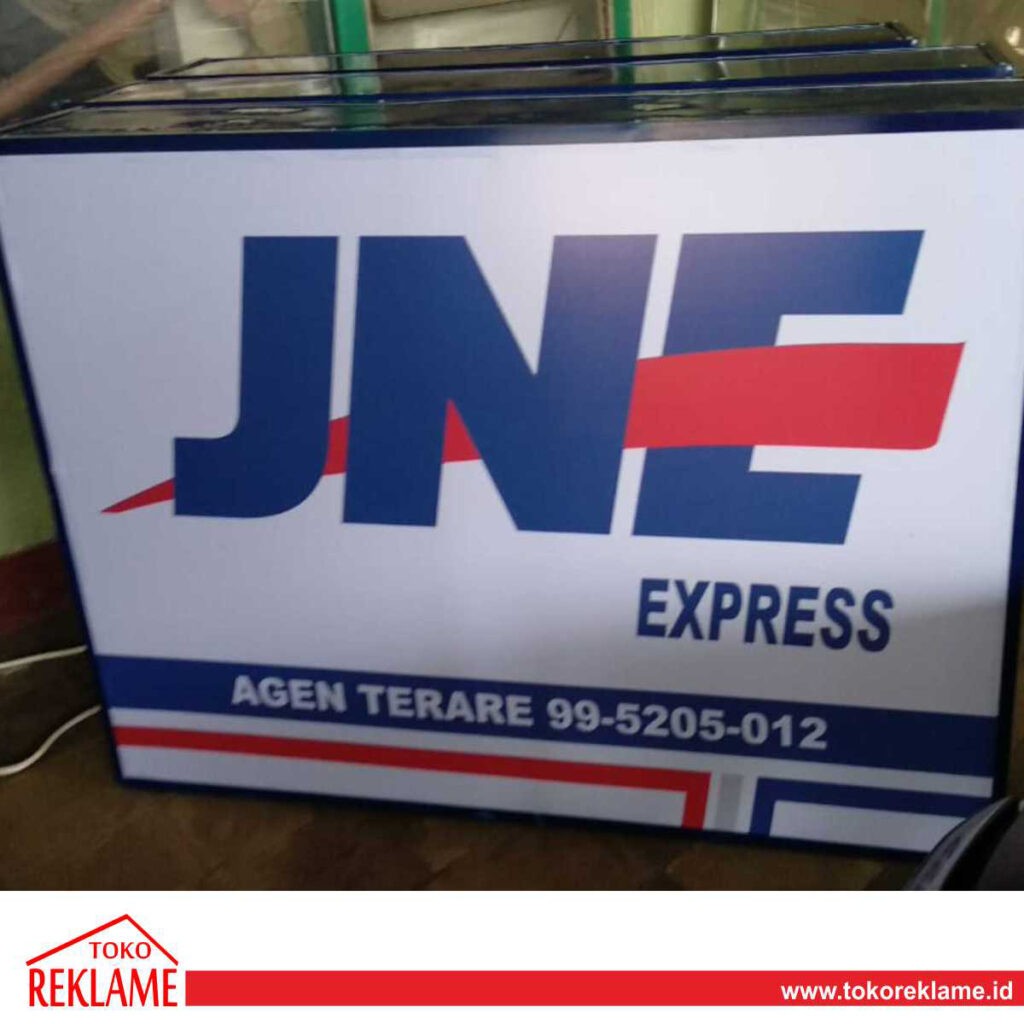 JNE
EXPRESS
AGEN TERARE 99-5205-012
TOKO
REKLAME
www.tokoreklame.id